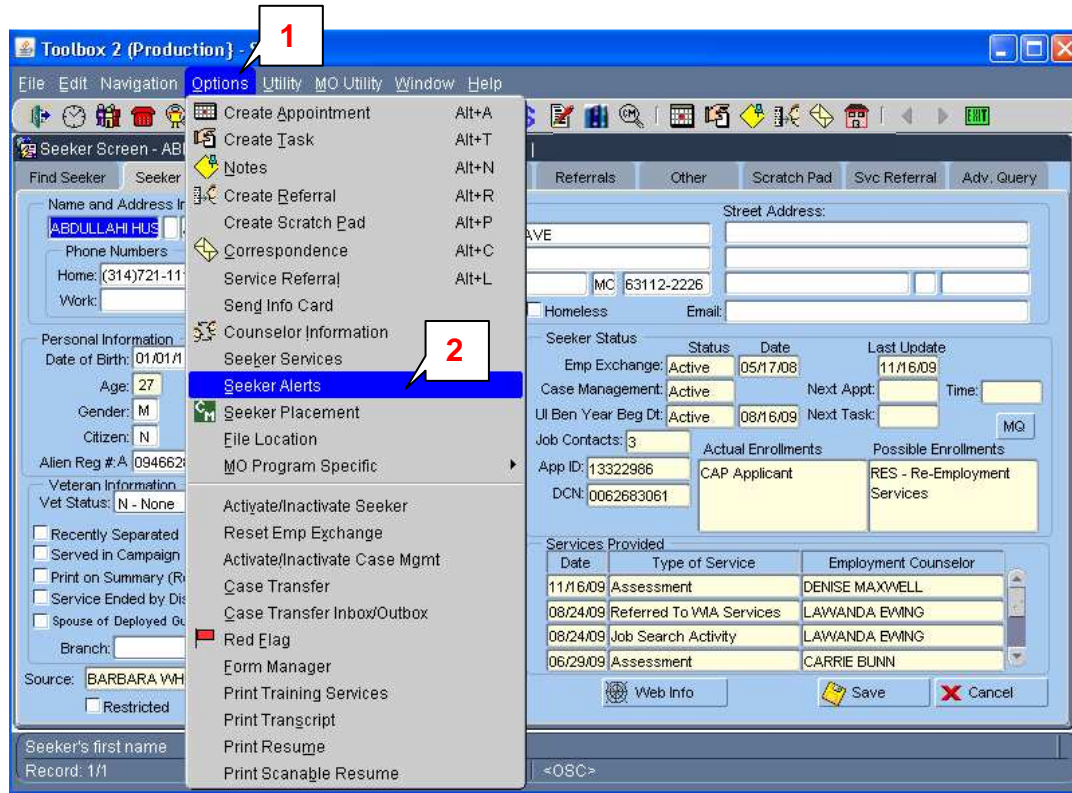 1
Toolbox 2 (Production} - S
File Edit Navigation Options Utility MO Utility Window Help
EXIT
Seeker Screen - AB
Find Seeker Seeker Referrals Other Scratch Pad Svc Referral Adv. Query
Create Appointment Alt+A
Create Task Alt+T
Notes Alt+N
Create Referral Alt+R
Create Scratch Pad Alt+P
Correspondence Alt+C
Service Referral Alt+L
Send Info Card
Counselor Information
Seeker Services
2
Seeker Alerts
Seeker Placement
File Location
MO Program Specific
Activate/Inactivate Seeker
Reset Emp Exchange
Activate/Inactivate Case Mgmt
Case Transfer
Case Transfer Inbox/Outbox
Red Flag
Form Manager
Print Training Services
Print Transcript
Print Resume
Print Scanable Resume
Name and Address Ir
ABDULLAHI HUS
Phone Numbers
Home: (314)721-11
Work:
AVE
MO 63112-2226
Homeless
Street Address:
Email:
Personal Information
Date of Birth: 01/01/1
Age: 27
Gender: M
Citizen: N
Alien Reg #:A 0946628
Veteran Information
Vet Status: N - None
Recently Separated
Served in Campaign
Print on Summary (R
Service Ended by Dis
Spouse of Deployed Gu
Branch:
Source: BARBARA WH
Restricted
Seeker Status
Status Date Last Update
Emp Exchange: Active 05/17/08 11/16/09
Case Management: Active Next Appt: Time:
UI Ben Year Beg Dt: Active 08/16/09 Next Task:
MQ
Job Contacts: 3
App ID: 13322986
DCN: 0062683061
Actual Enrollments
CAP Applicant
Possible Enrollments
RES - Re-Employment
Services
Services Provided
Date Type of Service Employment Counselor
11/16/09 Assessment DENISE MAXWELL
08/24/09 Referred To WIA Services LAWANDA EWING
08/24/09 Job Search Activity LAWANDA EWING
06/29/09 Assessment CARRIE BUNN
Web Info Save Cancel
Seeker's first name
Record: 1/1 <OSC>